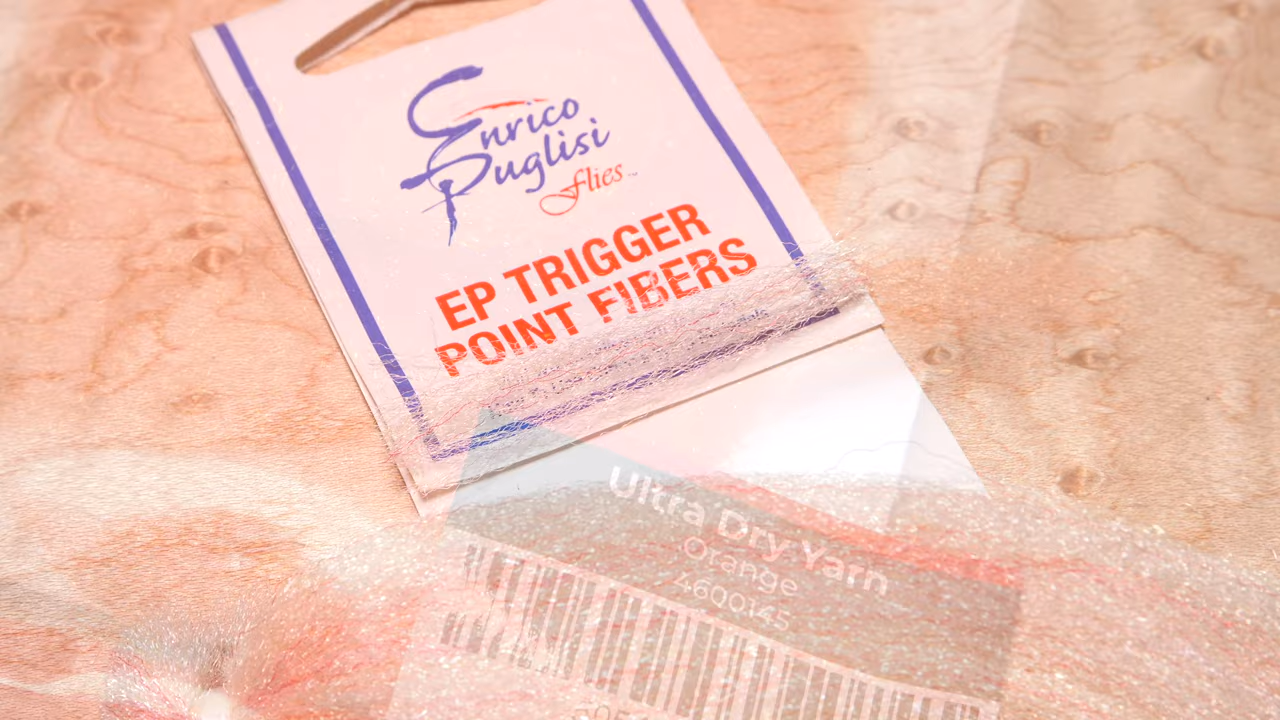 Enrico
Puglisi
Flies
EP TRIGGER
POINT FIBERS
Ultra Dry Yarn
Orange
4600145